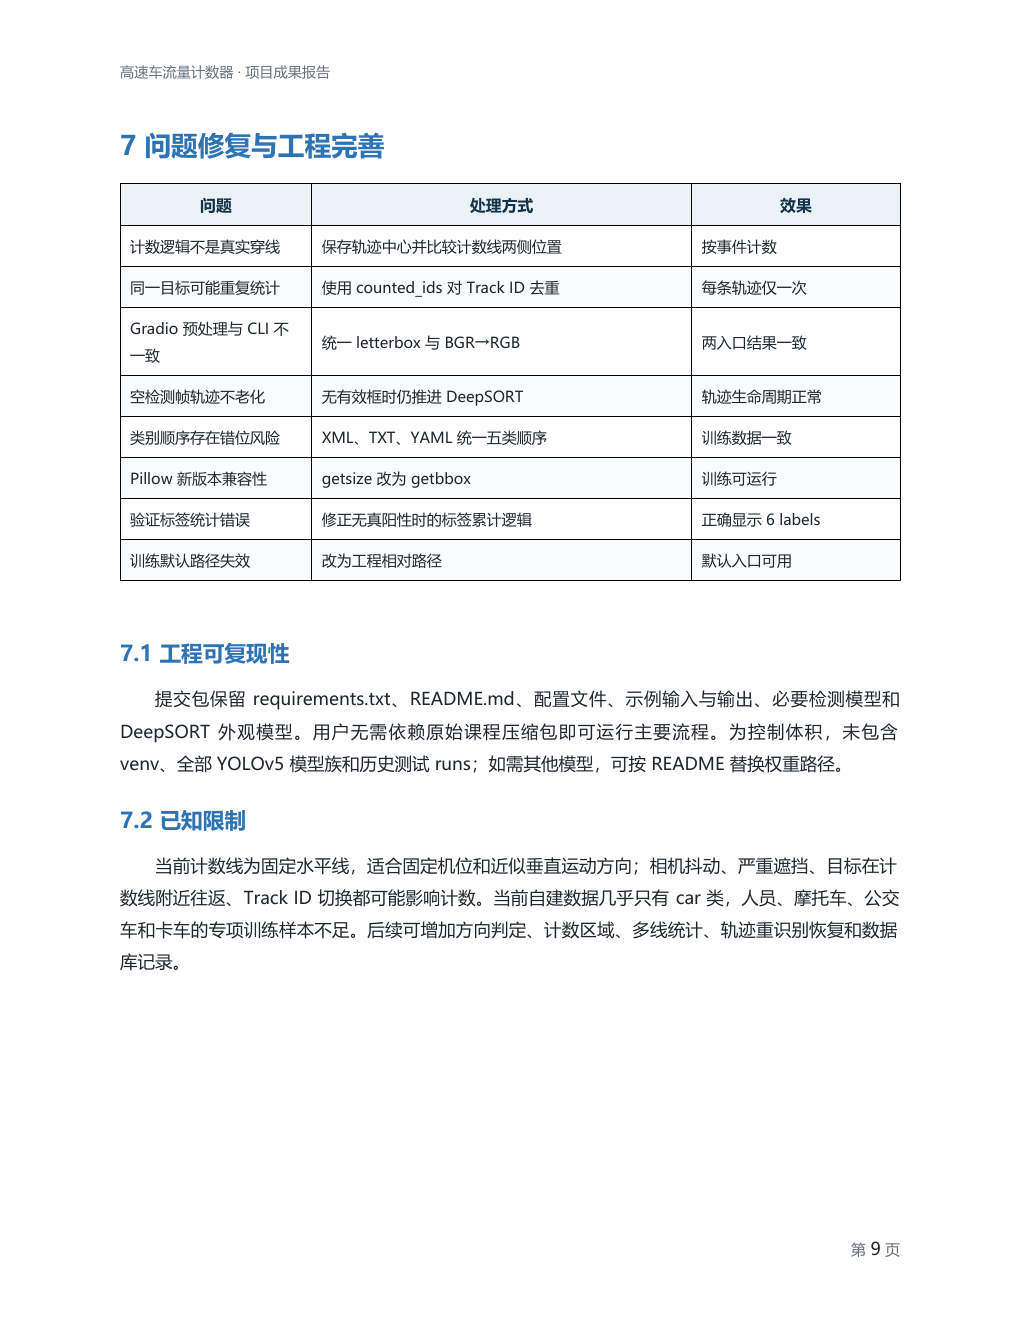 高速车流量计数器 · 项目成果报告
7 问题修复与工程完善
问题 处理方式 效果
计数逻辑不是真实穿线 保存轨迹中心并比较计数线两侧位置 按事件计数
同一目标可能重复统计 使用 counted_ids 对 Track ID 去重 每条轨迹仅一次
Gradio 预处理与 CLI 不
一致 统一 letterbox 与 BGR→RGB 两入口结果一致
空检测帧轨迹不老化 无有效框时仍推进 DeepSORT 轨迹生命周期正常
类别顺序存在错位风险 XML、TXT、YAML 统一五类顺序 训练数据一致
Pillow 新版本兼容性 getsize 改为 getbbox 训练可运行
验证标签统计错误 修正无真阳性时的标签累计逻辑 正确显示 6 labels
训练默认路径失效 改为工程相对路径 默认入口可用
7.1 工程可复现性
提交包保留 requirements.txt、README.md、配置文件、示例输入与输出、必要检测模型和
DeepSORT 外观模型。用户无需依赖原始课程压缩包即可运行主要流程。为控制体积，未包含
venv、全部 YOLOv5 模型族和历史测试 runs；如需其他模型，可按 README 替换权重路径。
7.2 已知限制
当前计数线为固定水平线，适合固定机位和近似垂直运动方向；相机抖动、严重遮挡、目标在计
数线附近往返、Track ID 切换都可能影响计数。当前自建数据几乎只有 car 类，人员、摩托车、公交
车和卡车的专项训练样本不足。后续可增加方向判定、计数区域、多线统计、轨迹重识别恢复和数据
库记录。
第 9 页